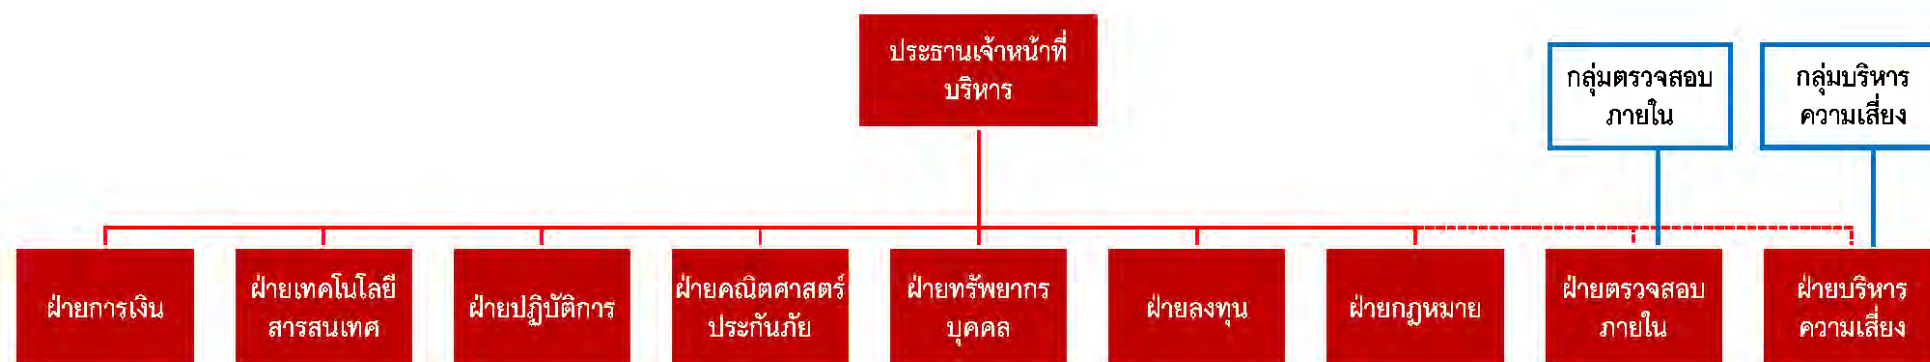 ประธานเจ้าหน้าที่
บริหาร
กลุ่มตรวจสอบ
ภายใน
กลุ่มบริหาร
ความเสี่ยง
ฝ่ายการเงิน
ฝ่ายเทคโนโลยี
สารสนเทศ
ฝ่ายปฏิบัติการ
ฝ่ายคณิตศาสตร์
ประกันภัย
ฝ่ายทรัพยากร
บุคคล
ฝ่ายลงทุน
ฝ่ายกฎหมาย
ฝ่ายตรวจสอบ
ภายใน
ฝ่ายบริหาร
ความเสี่ยง